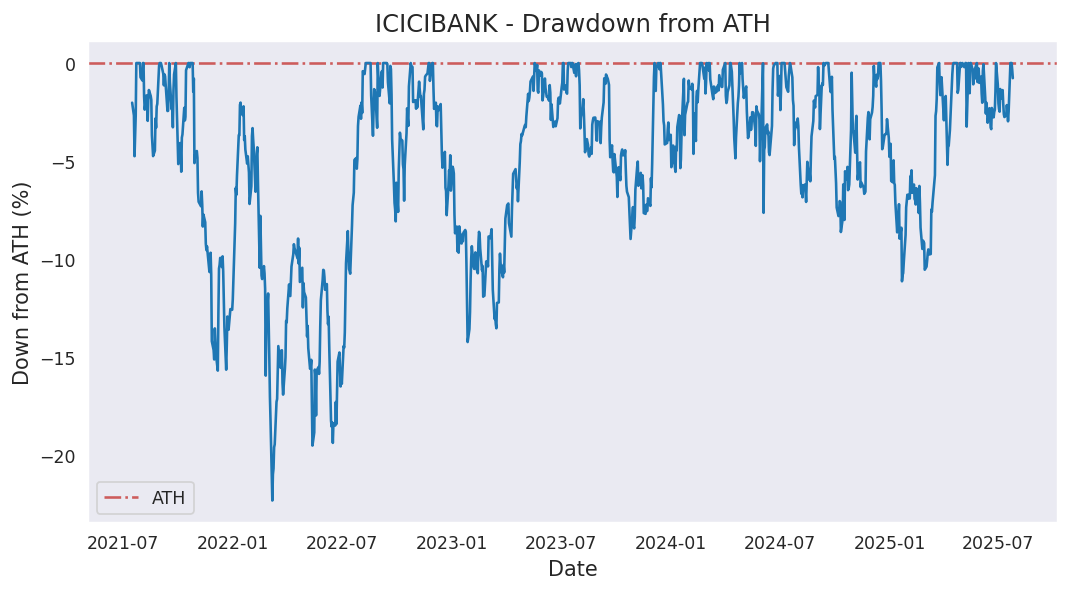 ICICIBANK - Drawdown from ATH
Down from ATH (%)
0
−5
−10
−15
−20
ATH
2021-07 2022-01 2022-07 2023-01 2023-07 2024-01 2024-07 2025-01 2025-07
Date